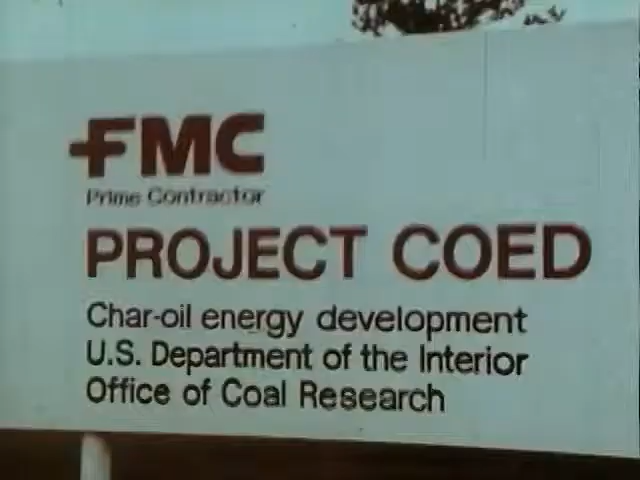 FMC
Prime Contractor
PROJECT COED
Char-oil energy development
U.S. Department of the Interior
Office of Coal Research